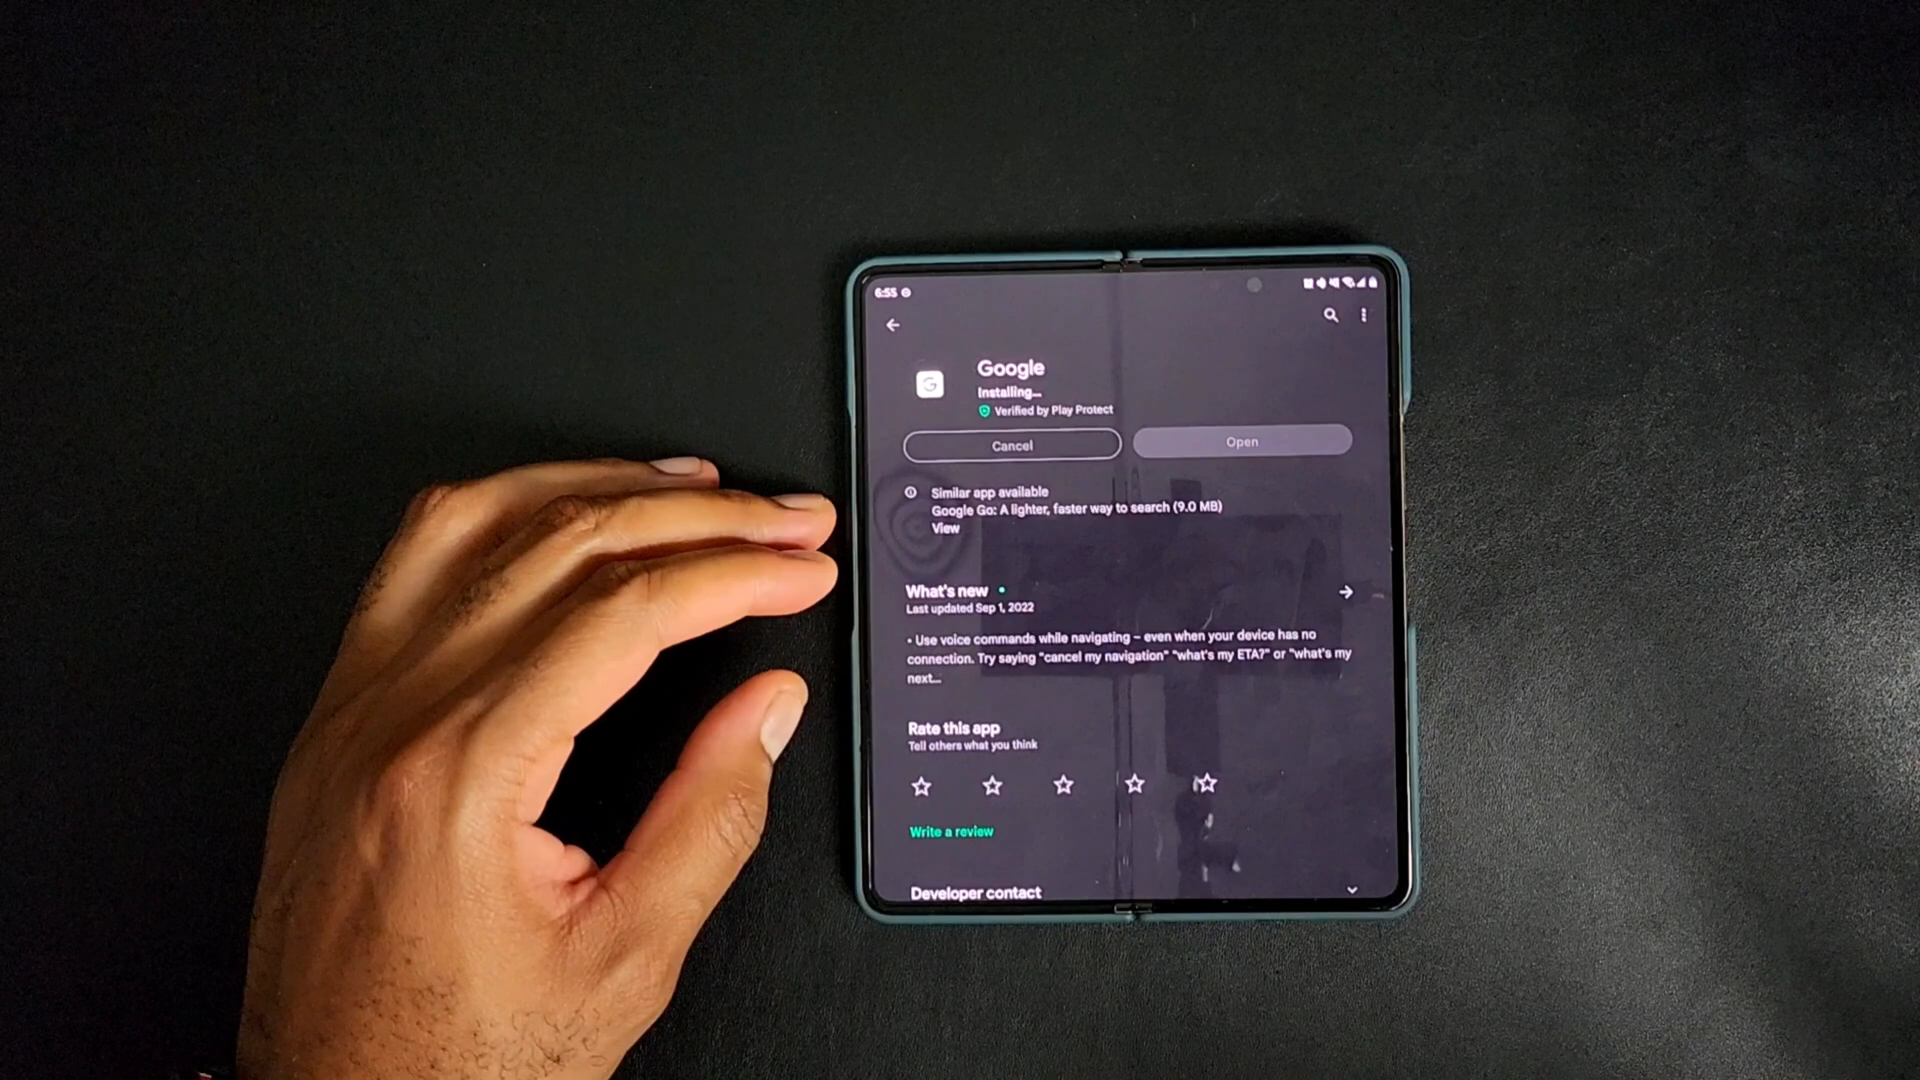 6:55
Google
Installing...
Verified by Play Protect
Cancel
Open
Similar app available
Google Go: A lighter, faster way to search (9.0 MB)
View
What's new
Last updated Sep 1, 2022
• Use voice commands while navigating – even when your device has no
connection. Try saying "cancel my navigation" "what's my ETA?" or "what's my
next...
Rate this app
Tell others what you think
Write a review
Developer contact